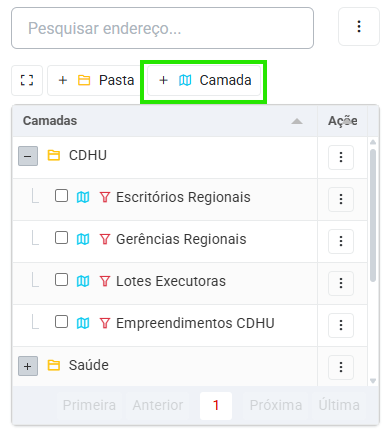 Pesquisar endereço...
+ Pasta + Camada
Camadas Açõe
CDHU
Escritórios Regionais
Gerências Regionais
Lotes Executoras
Empreendimentos CDHU
+ Saúde
Primeira Anterior 1 Próxima Última